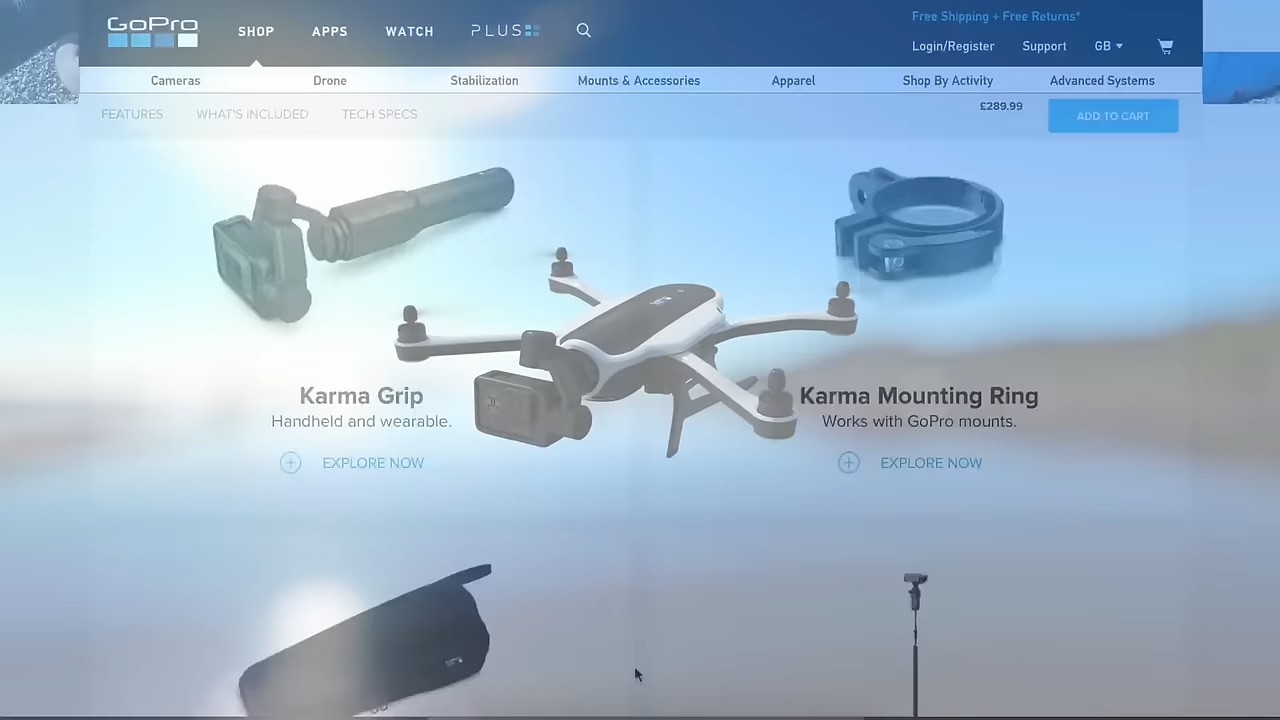 GoPro
SHOP
APPS
WATCH
PLUS
Free Shipping + Free Returns*
Login/Register
Support
GB
Cameras
Drone
Stabilization
Mounts & Accessories
Apparel
Shop By Activity
Advanced Systems
FEATURES
WHAT'S INCLUDED
TECH SPECS
£289.99
ADD TO CART
Karma Grip
Handheld and wearable.
EXPLORE NOW
Karma Mounting Ring
Works with GoPro mounts.
EXPLORE NOW